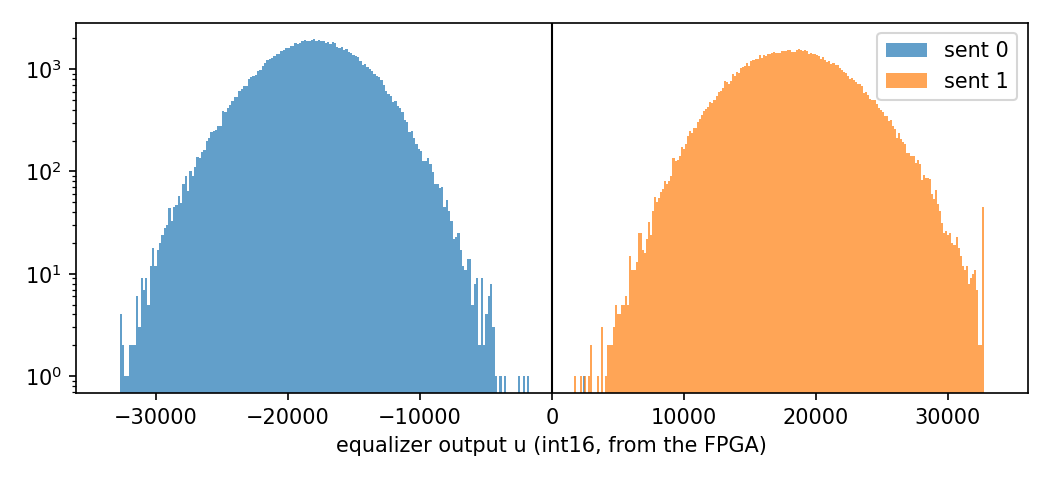 sent 0
sent 1
10³
10²
10¹
10⁰
−30000 −20000 −10000 0 10000 20000 30000
equalizer output u (int16, from the FPGA)